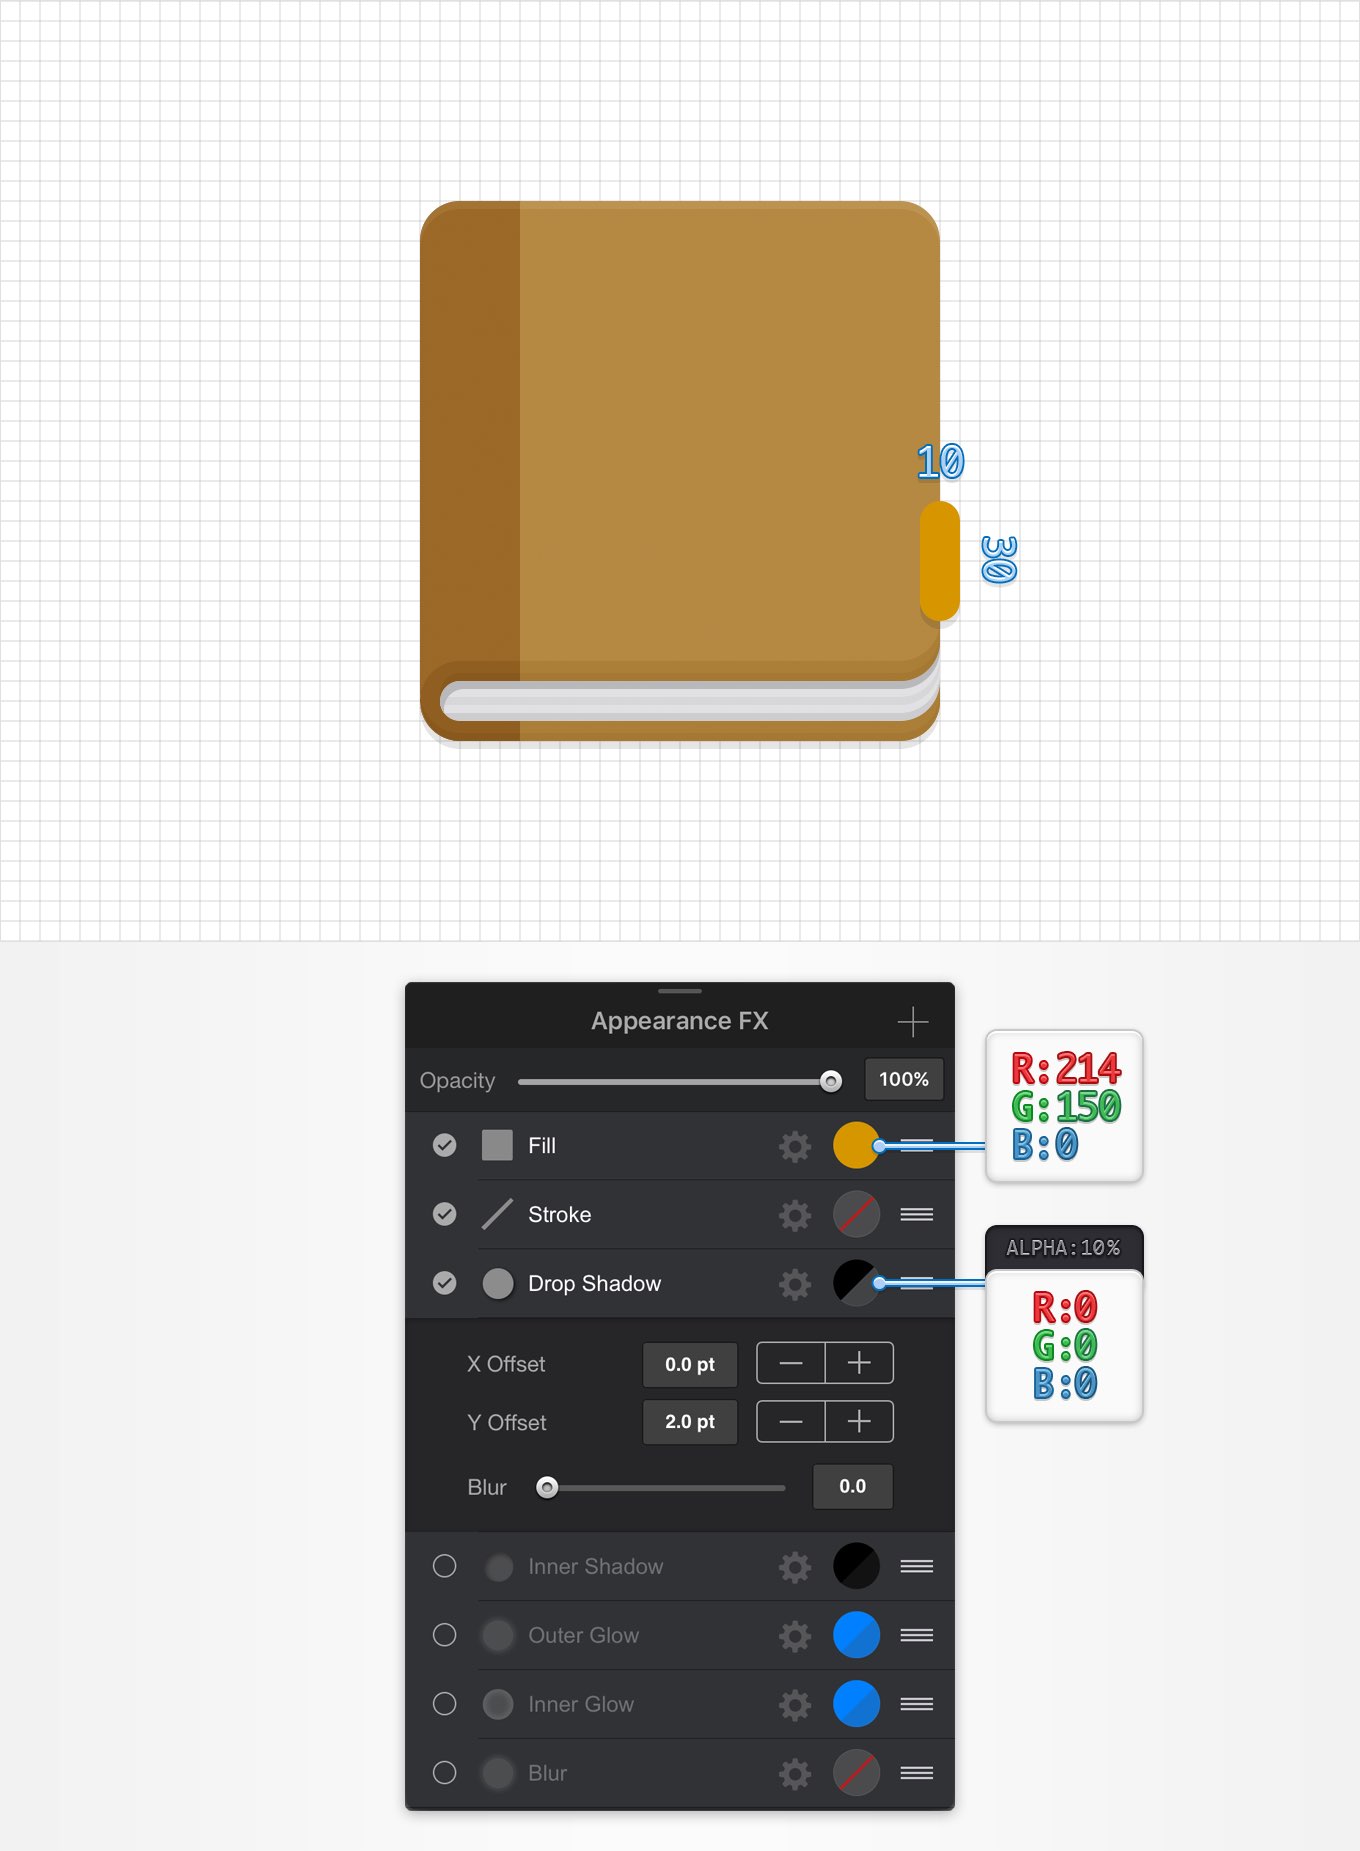 10
30
Appearance FX
Opacity 100%
Fill
R:214
G:150
B:0
Stroke
Drop Shadow
ALPHA:10%
R:0
G:0
B:0
X Offset 0.0 pt
Y Offset 2.0 pt
Blur 0.0
Inner Shadow
Outer Glow
Inner Glow
Blur